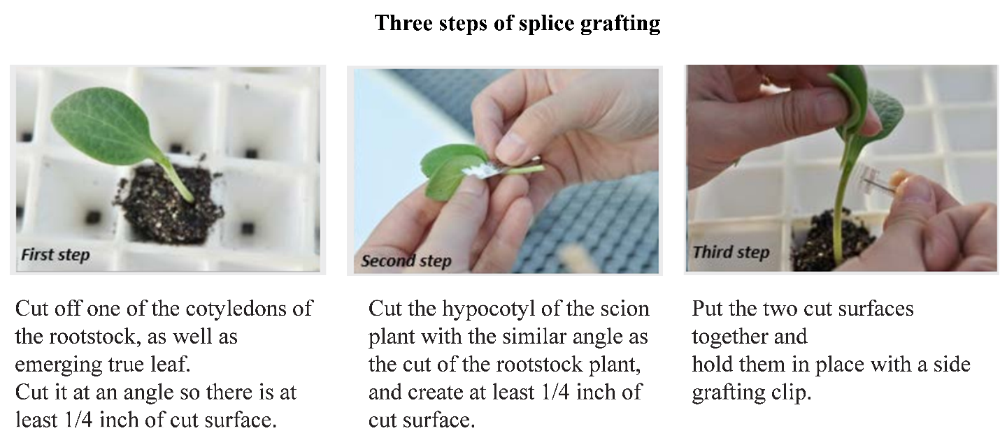 Three steps of splice grafting
First step
Second step
Third step
Cut off one of the cotyledons of
the rootstock, as well as
emerging true leaf.
Cut it at an angle so there is at
least 1/4 inch of cut surface.
Cut the hypocotyl of the scion
plant with the similar angle as
the cut of the rootstock plant,
and create at least 1/4 inch of
cut surface.
Put the two cut surfaces
together and
hold them in place with a side
grafting clip.